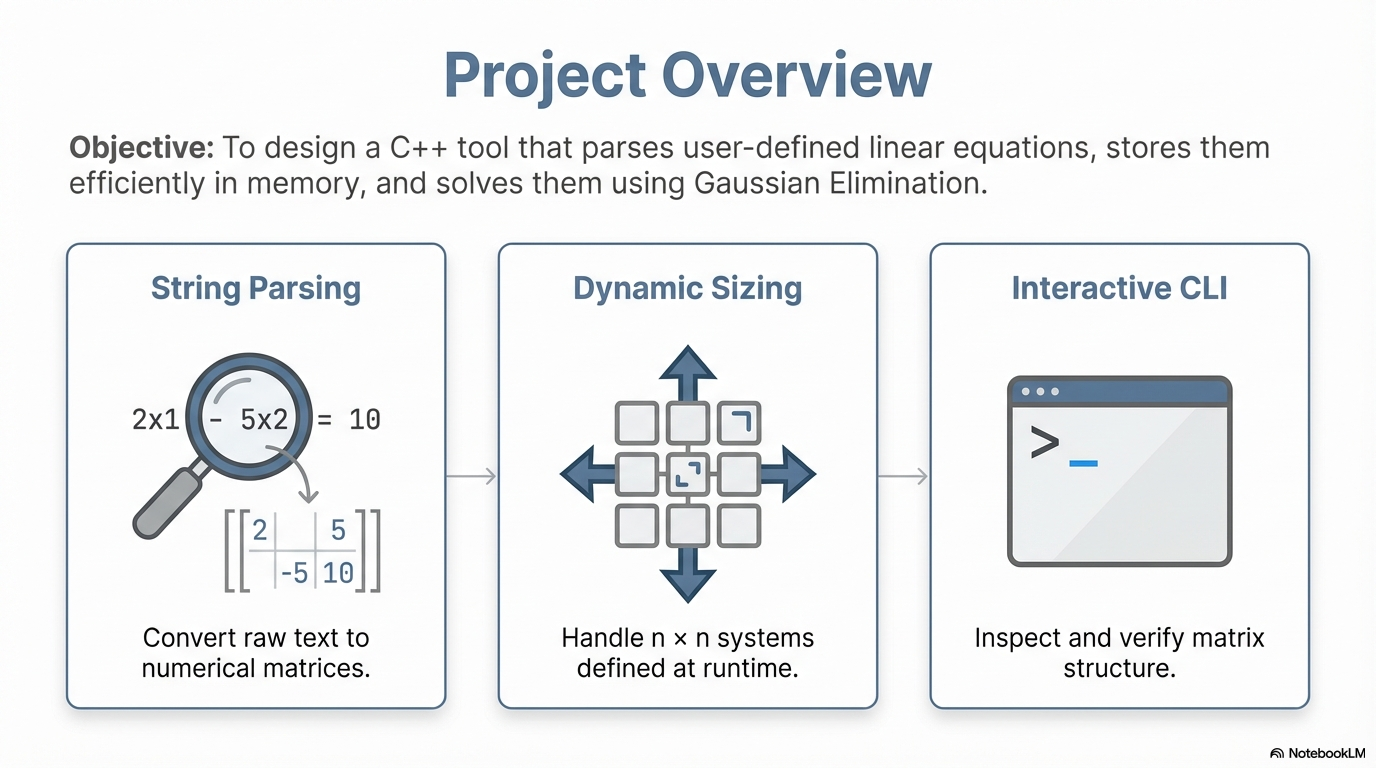 Project Overview
Objective: To design a C++ tool that parses user-defined linear equations, stores them
efficiently in memory, and solves them using Gaussian Elimination.
String Parsing
2x1 - 5x2 = 10
2 5
-5 10
Convert raw text to
numerical matrices.
Dynamic Sizing
Handle n × n systems
defined at runtime.
Interactive CLI
>_
Inspect and verify matrix
structure.
NotebookLM